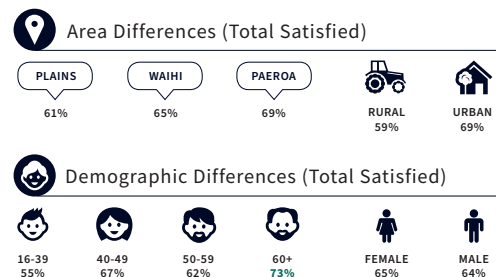 Area Differences (Total Satisfied)
PLAINS WAIHI PAEROA
61% 65% 69% RURAL URBAN
59% 69%
Demographic Differences (Total Satisfied)
16-39 40-49 50-59 60+ FEMALE MALE
55% 67% 62% 73% 65% 64%